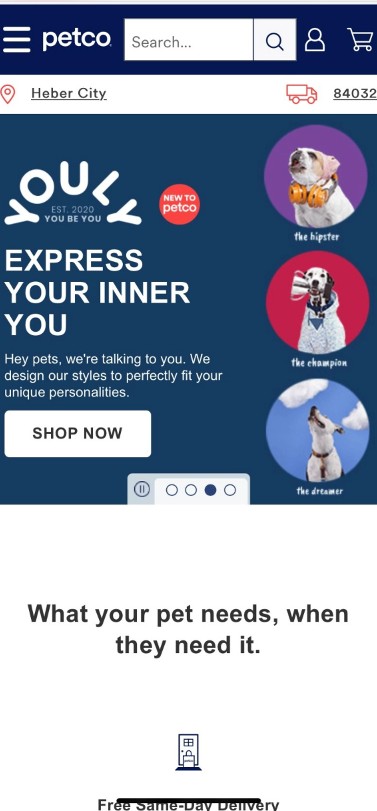 petco
Search...
Heber City
84032
YOULY
EST. 2020
YOU BE YOU
NEW TO
petco
EXPRESS
YOUR INNER
YOU
Hey pets, we're talking to you. We
design our styles to perfectly fit your
unique personalities.
SHOP NOW
the hipster
the champion
the dreamer
What your pet needs, when
they need it.
Free Same-Day Delivery